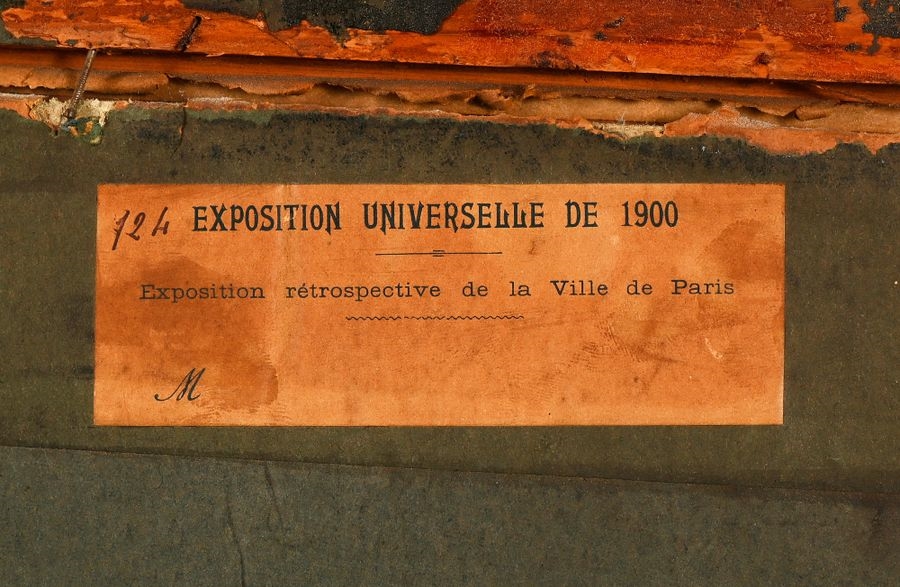 124 EXPOSITION UNIVERSELLE DE 1900
Exposition rétrospective de la Ville de Paris
M